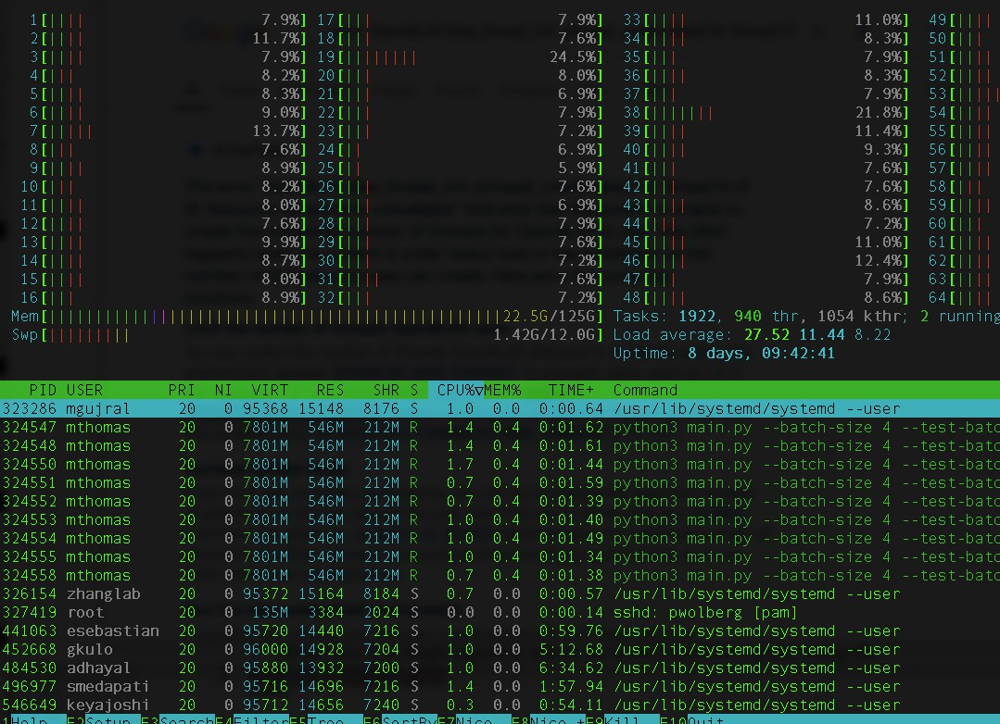 1[|||| 7.9%] 17[||| 7.9%] 33[|||| 11.0%] 49[||||
2[|||| 11.7%] 18[||| 7.6%] 34[|||| 8.3%] 50[|||
3[|||| 7.9%] 19[|||||||| 24.5%] 35[|||| 7.9%] 51[||||
4[||| 8.2%] 20[||| 8.0%] 36[|||| 8.3%] 52[||||
5[|||| 8.3%] 21[||| 6.9%] 37[||| 7.9%] 53[|||||
6[|||| 9.0%] 22[||| 7.9%] 38[||||||| 21.8%] 54[||||
7[||||| 13.7%] 23[||| 7.2%] 39[|||| 11.4%] 55[||||
8[||| 7.6%] 24[|| 6.9%] 40[|||| 9.3%] 56[||||
9[|||| 8.9%] 25[|| 5.9%] 41[||| 7.6%] 57[||||
10[|||| 8.2%] 26[||| 7.6%] 42[|||| 7.6%] 58[|||
11[|||| 8.0%] 27[||| 6.9%] 43[|||| 8.6%] 59[||||
12[|||| 7.6%] 28[||| 7.9%] 44[||| 7.2%] 60[|||
13[|||| 9.9%] 29[||| 7.6%] 45[|||| 11.0%] 61[||||
14[|||| 8.7%] 30[||| 7.2%] 46[|||| 12.4%] 62[||||
15[|||| 8.0%] 31[|||| 7.6%] 47[|||| 7.9%] 63[||||
16[|||| 8.9%] 32[||| 7.2%] 48[|||| 8.6%] 64[||||
Mem[||||||||||||||||||||||||||||||||||||||||||||||||22.5G/125G] Tasks: 1922, 940 thr, 1054 kthr; 2 running
Swp[||||||||| 1.42G/12.0G] Load average: 27.52 11.44 8.22
Uptime: 8 days, 09:42:41
PID USER PRI NI VIRT RES SHR S CPU%▽MEM% TIME+ Command
323286 mgujral 20 0 95368 15148 8176 S 1.0 0.0 0:00.64 /usr/lib/systemd/systemd --user
324547 mthomas 20 0 7801M 546M 212M R 1.4 0.4 0:01.62 python3 main.py --batch-size 4 --test-batc
324548 mthomas 20 0 7801M 546M 212M R 1.4 0.4 0:01.61 python3 main.py --batch-size 4 --test-batc
324550 mthomas 20 0 7801M 546M 212M R 1.7 0.4 0:01.44 python3 main.py --batch-size 4 --test-batc
324551 mthomas 20 0 7801M 546M 212M R 0.7 0.4 0:01.59 python3 main.py --batch-size 4 --test-batc
324552 mthomas 20 0 7801M 546M 212M R 0.7 0.4 0:01.39 python3 main.py --batch-size 4 --test-batc
324553 mthomas 20 0 7801M 546M 212M R 1.0 0.4 0:01.40 python3 main.py --batch-size 4 --test-batc
324554 mthomas 20 0 7801M 546M 212M R 1.0 0.4 0:01.49 python3 main.py --batch-size 4 --test-batc
324555 mthomas 20 0 7801M 546M 212M R 1.0 0.4 0:01.34 python3 main.py --batch-size 4 --test-batc
324558 mthomas 20 0 7801M 546M 212M R 1.0 0.4 0:01.38 python3 main.py --batch-size 4 --test-batc
326154 zhanglab 20 0 95372 15164 8184 S 0.7 0.0 0:00.57 /usr/lib/systemd/systemd --user
327419 root 20 0 135M 3384 2024 S 0.0 0.0 0:00.14 sshd: pwolberg [pam]
441063 esebastian 20 0 95720 14440 7216 S 1.0 0.0 0:59.76 /usr/lib/systemd/systemd --user
452668 gkulo 20 0 96000 14928 7204 S 1.0 0.0 5:12.68 /usr/lib/systemd/systemd --user
484530 adhayal 20 0 95880 13932 7200 S 1.0 0.0 6:34.62 /usr/lib/systemd/systemd --user
496977 smedapati 20 0 95716 14696 7216 S 1.4 0.0 1:57.94 /usr/lib/systemd/systemd --user
546649 keyajoshi 20 0 95712 14656 7240 S 0.3 0.0 0:54.11 /usr/lib/systemd/systemd --user
F2Setup F3SearchF4FilterF5Tree F6SortByF7Nice -F8Nice +F9Kill F10Quit